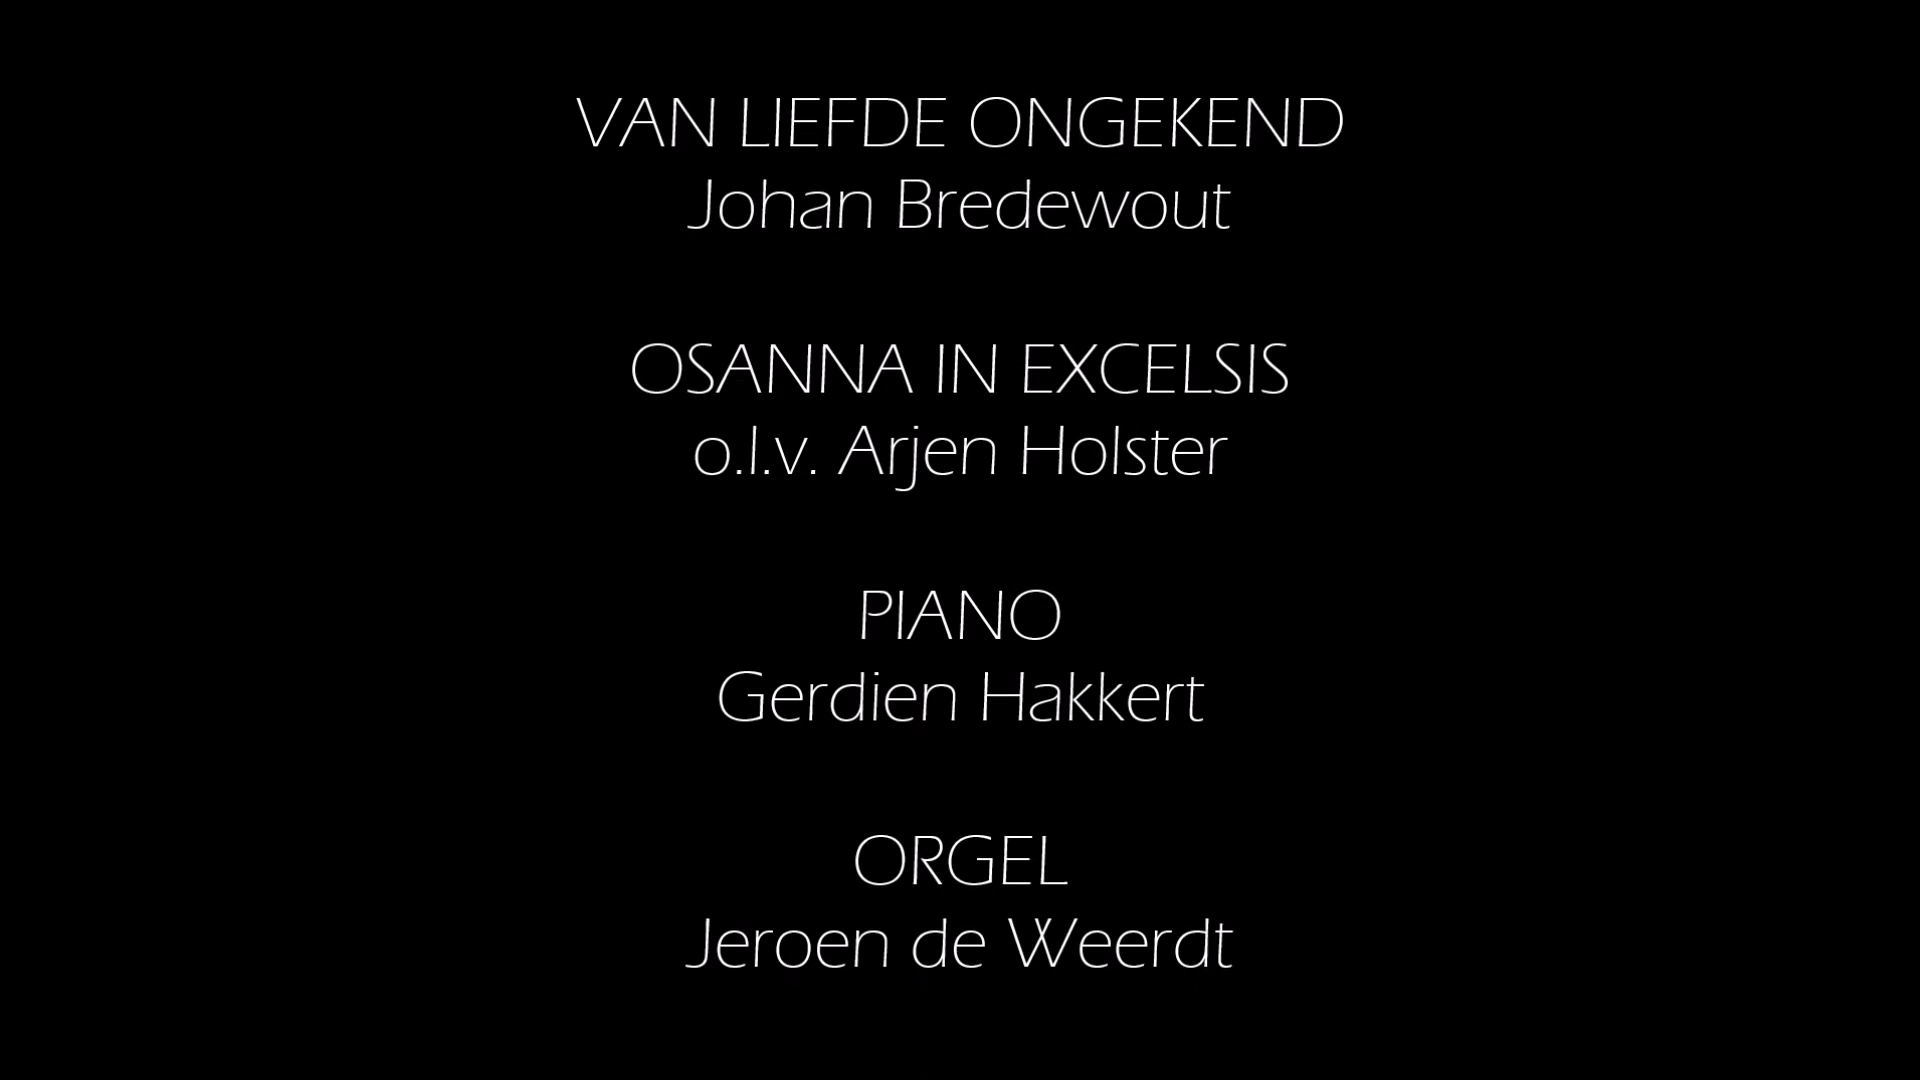 VAN LIEFDE ONGEKEND
Johan Bredewout
OSANNA IN EXCELSIS
o.l.v. Arjen Holster
PIANO
Gerdien Hakkert
ORGEL
Jeroen de Weerdt